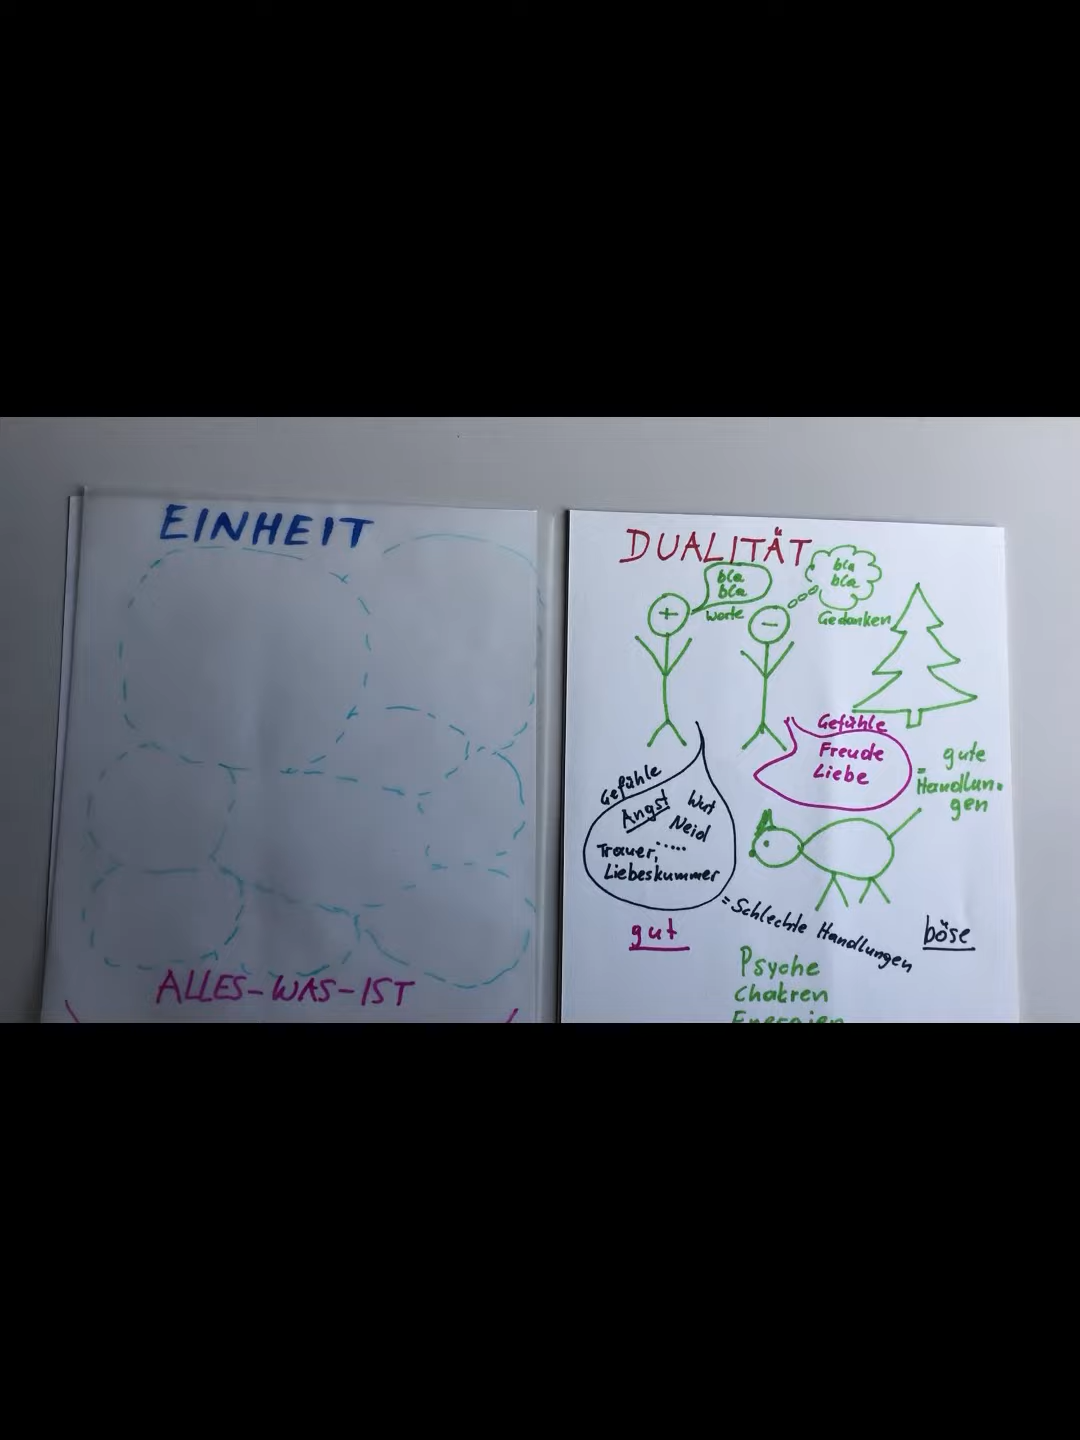 EINHEIT
ALLES-WAS-IST
DUALITÄT
bla
bla
Worte
bla
bla
Gedanken
+
-
Gefühle
Freude
Liebe
= gute
Handlun-
gen
Gefühle
Angst
Wut
Neid
.....
Trauer,
Liebeskummer
= Schlechte Handlungen
gut
böse
Psyche
Chakren
Energien